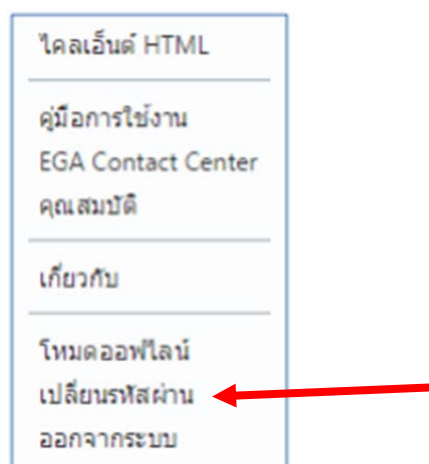 ไคลเอ็นต์ HTML
คู่มือการใช้งาน
EGA Contact Center
คุณสมบัติ
เกี่ยวกับ
โหมดออฟไลน์
เปลี่ยนรหัสผ่าน
ออกจากระบบ